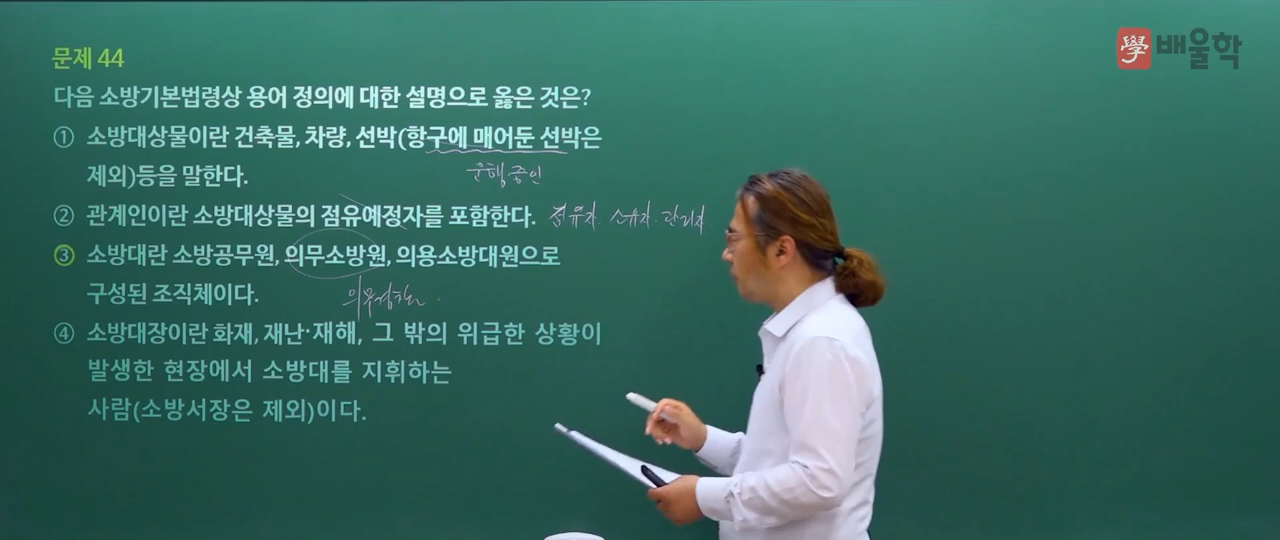 學 배울학
문제 44
다음 소방기본법령상 용어 정의에 대한 설명으로 옳은 것은?
① 소방대상물이란 건축물, 차량, 선박(항구에 매어둔 선박은
제외)등을 말한다.
운행중인
② 관계인이란 소방대상물의 점유예정자를 포함한다. 점유자, 소유자·관리자
③ 소방대란 소방공무원, 의무소방원, 의용소방대원으로
구성된 조직체이다.
④ 소방대장이란 화재, 재난·재해, 그 밖의 위급한 상황이
발생한 현장에서 소방대를 지휘하는
사람(소방서장은 제외)이다.